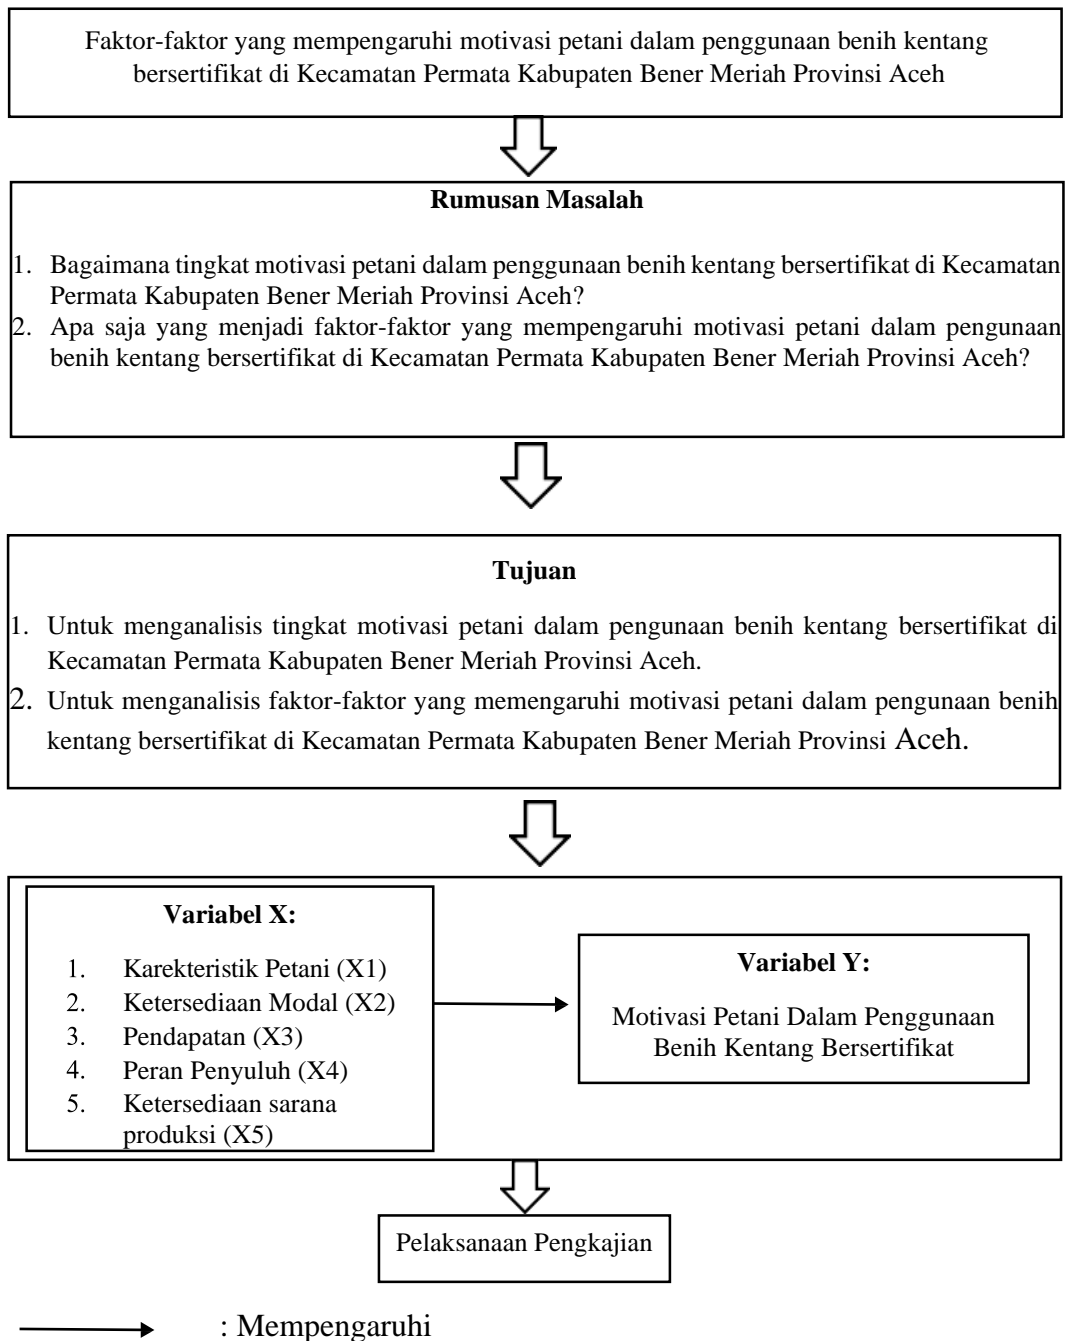 Faktor-faktor yang mempengaruhi motivasi petani dalam penggunaan benih kentang
bersertifikat di Kecamatan Permata Kabupaten Bener Meriah Provinsi Aceh
Rumusan Masalah
1. Bagaimana tingkat motivasi petani dalam penggunaan benih kentang bersertifikat di Kecamatan
Permata Kabupaten Bener Meriah Provinsi Aceh?
2. Apa saja yang menjadi faktor-faktor yang mempengaruhi motivasi petani dalam pengunaan
benih kentang bersertifikat di Kecamatan Permata Kabupaten Bener Meriah Provinsi Aceh?
Tujuan
1. Untuk menganalisis tingkat motivasi petani dalam pengunaan benih kentang bersertifikat di
Kecamatan Permata Kabupaten Bener Meriah Provinsi Aceh.
2. Untuk menganalisis faktor-faktor yang memengaruhi motivasi petani dalam pengunaan benih
kentang bersertifikat di Kecamatan Permata Kabupaten Bener Meriah Provinsi Aceh.
Variabel X:
1. Karekteristik Petani (X1)
2. Ketersediaan Modal (X2)
3. Pendapatan (X3)
4. Peran Penyuluh (X4)
5. Ketersediaan sarana
produksi (X5)
Variabel Y:
Motivasi Petani Dalam Penggunaan
Benih Kentang Bersertifikat
Pelaksanaan Pengkajian
: Mempengaruhi